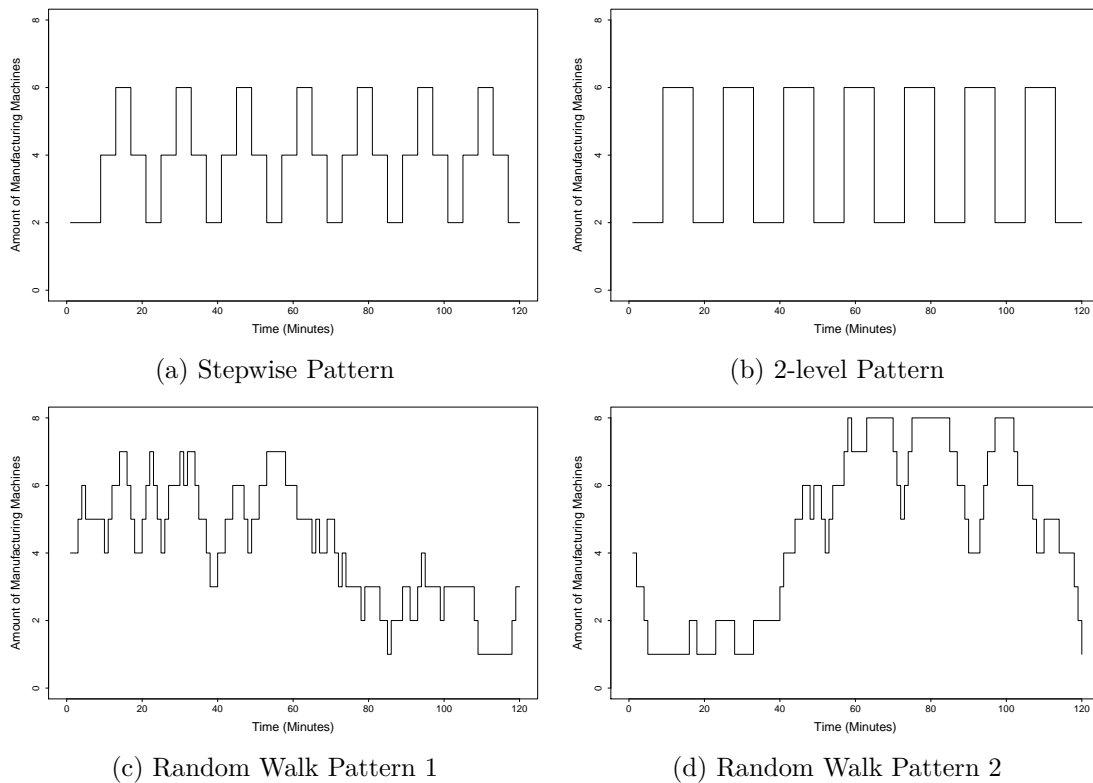 Amount of Manufacturing Machines
8
6
4
2
0
0 20 40 60 80 100 120
Time (Minutes)
(a) Stepwise Pattern
Amount of Manufacturing Machines
8
6
4
2
0
0 20 40 60 80 100 120
Time (Minutes)
(b) 2-level Pattern
Amount of Manufacturing Machines
8
6
4
2
0
0 20 40 60 80 100 120
Time (Minutes)
(c) Random Walk Pattern 1
Amount of Manufacturing Machines
8
6
4
2
0
0 20 40 60 80 100 120
Time (Minutes)
(d) Random Walk Pattern 2